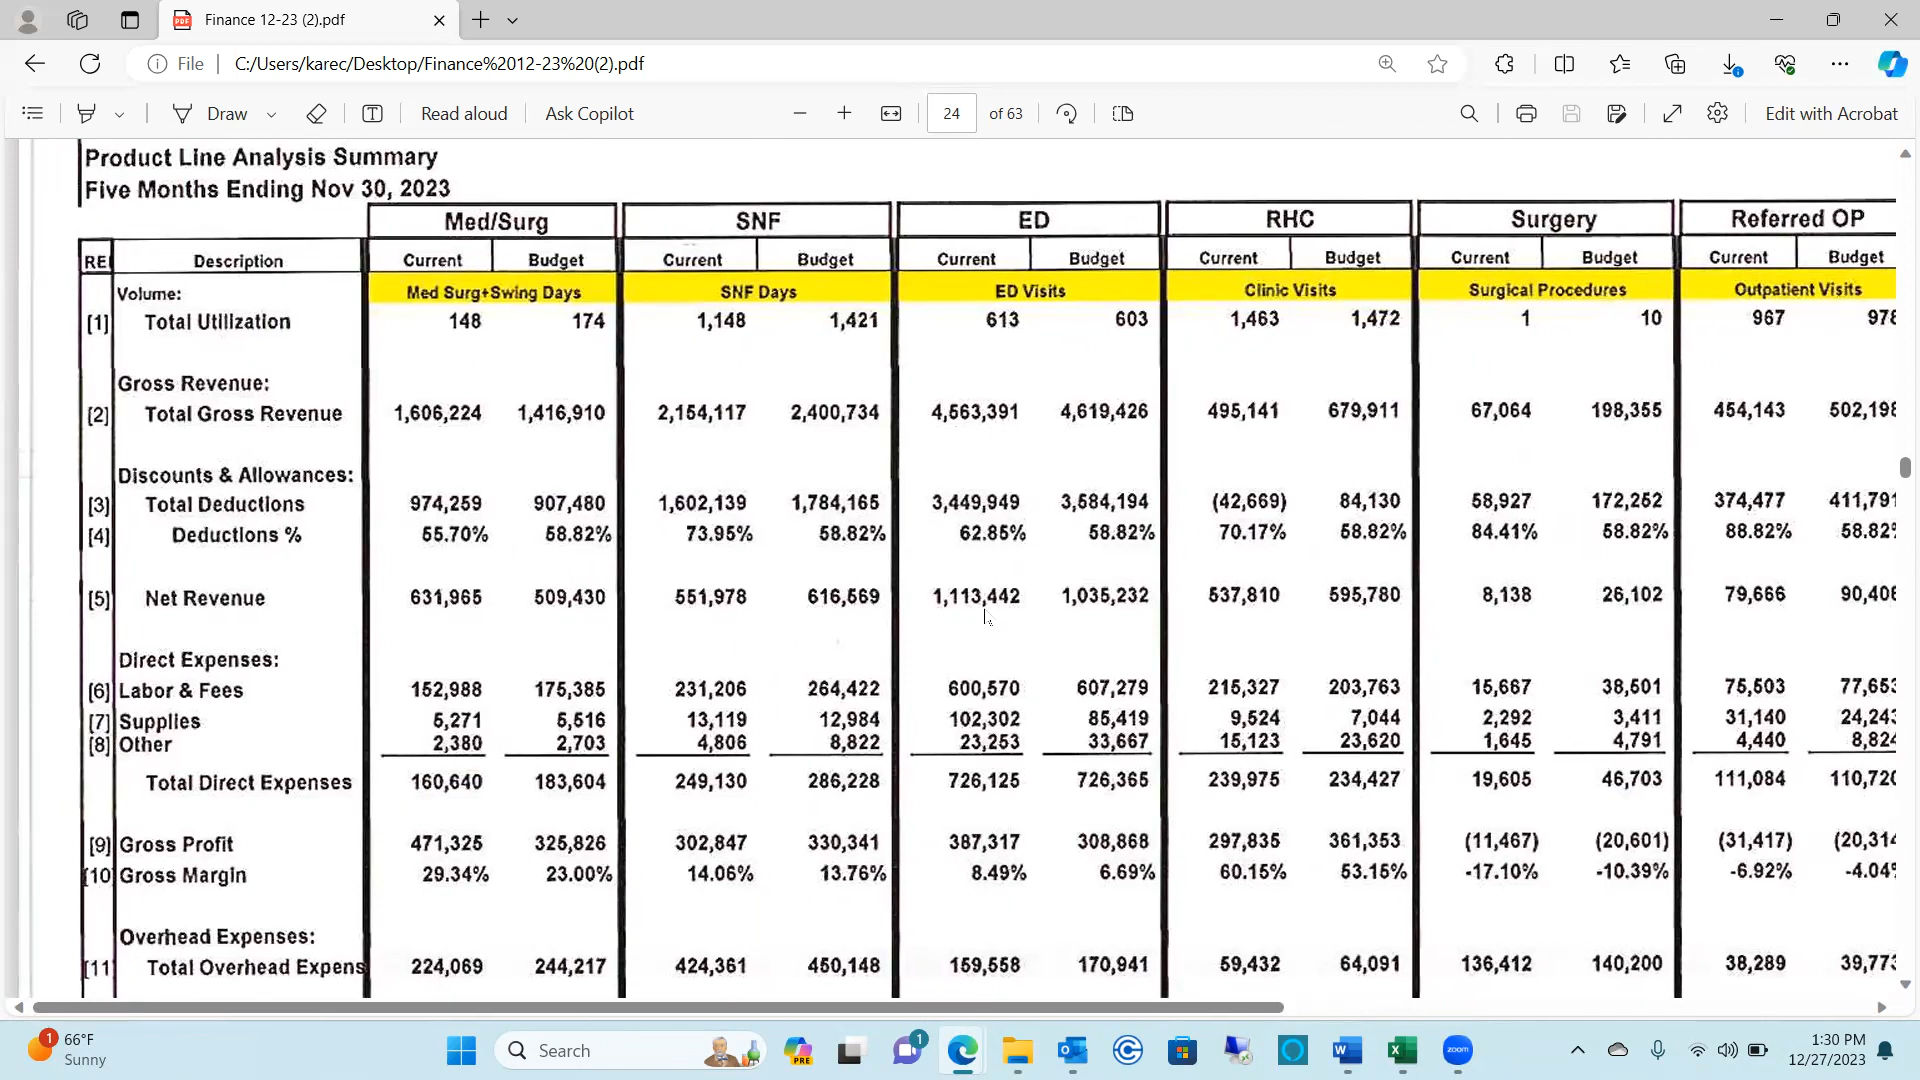 Finance 12-23 (2).pdf
File C:/Users/karec/Desktop/Finance%2012-23%20(2).pdf
Draw Read aloud Ask Copilot 24 of 63 Edit with Acrobat
Product Line Analysis Summary
Five Months Ending Nov 30, 2023
Med/Surg SNF ED RHC Surgery Referred OP
RE Description Current Budget Current Budget Current Budget Current Budget Current Budget Current Budget
Volume: Med Surg+Swing Days SNF Days ED Visits Clinic Visits Surgical Procedures Outpatient Visits
[1] Total Utilization 148 174 1,148 1,421 613 603 1,463 1,472 1 10 967 978
Gross Revenue:
[2] Total Gross Revenue 1,606,224 1,416,910 2,154,117 2,400,734 4,563,391 4,619,426 495,141 679,911 67,064 198,355 454,143 502,198
Discounts & Allowances:
[3] Total Deductions 974,259 907,480 1,602,139 1,784,165 3,449,949 3,584,194 (42,669) 84,130 58,927 172,252 374,477 411,791
[4] Deductions % 55.70% 58.82% 73.95% 58.82% 62.85% 58.82% 70.17% 58.82% 84.41% 58.82% 88.82% 58.82%
[5] Net Revenue 631,965 509,430 551,978 616,569 1,113,442 1,035,232 537,810 595,780 8,138 26,102 79,666 90,406
Direct Expenses:
[6] Labor & Fees 152,988 175,385 231,206 264,422 600,570 607,279 215,327 203,763 15,667 38,501 75,503 77,653
[7] Supplies 5,271 5,516 13,119 12,984 102,302 85,419 9,524 7,044 2,292 3,411 31,140 24,243
[8] Other 2,380 2,703 4,806 8,822 23,253 33,667 15,123 23,620 1,645 4,791 4,440 8,824
Total Direct Expenses 160,640 183,604 249,130 286,228 726,125 726,365 239,975 234,427 19,605 46,703 111,084 110,720
[9] Gross Profit 471,325 325,826 302,847 330,341 387,317 308,868 297,835 361,353 (11,467) (20,601) (31,417) (20,314
[10 Gross Margin 29.34% 23.00% 14.06% 13.76% 8.49% 6.69% 60.15% 53.15% -17.10% -10.39% -6.92% -4.04%
Overhead Expenses:
[11 Total Overhead Expens 224,069 244,217 424,361 450,148 159,558 170,941 59,432 64,091 136,412 140,200 38,289 39,773
1 66°F
Sunny
Search
PRE
1
zoom
1:30 PM
12/27/2023